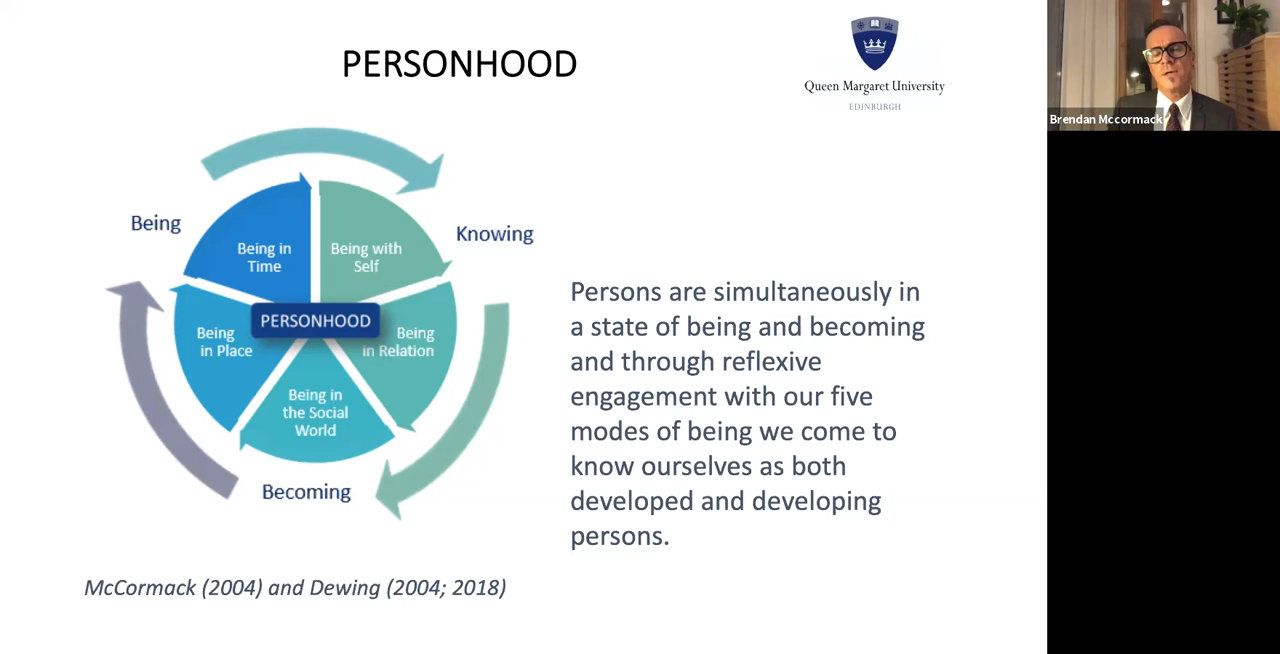 PERSONHOOD
Queen Margaret University
EDINBURGH
Brendan Mccormack
Being
Knowing
Being in
Time
Being with
Self
PERSONHOOD
Being
in Place
Being
in Relation
Being in
the Social
World
Becoming
Persons are simultaneously in
a state of being and becoming
and through reflexive
engagement with our five
modes of being we come to
know ourselves as both
developed and developing
persons.
McCormack (2004) and Dewing (2004; 2018)